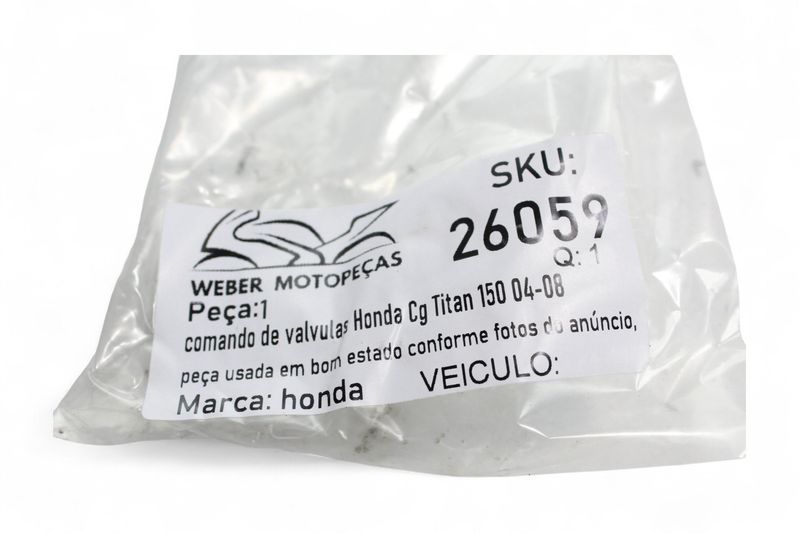 SKU:
26059
Q: 1
WEBER MOTOPEÇAS
Peça:1
comando de valvulas Honda Cg Titan 150 04-08
peça usada em bom estado conforme fotos do anúncio,
Marca: honda
VEICULO: